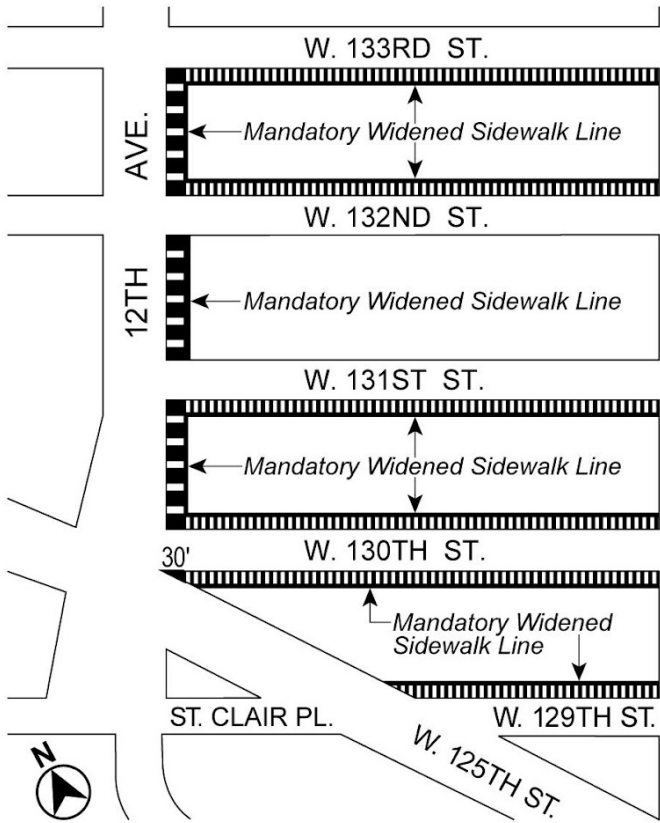 W. 133RD ST.
AVE.
Mandatory Widened Sidewalk Line
W. 132ND ST.
12TH
Mandatory Widened Sidewalk Line
W. 131ST ST.
Mandatory Widened Sidewalk Line
W. 130TH ST.
30'
Mandatory Widened
Sidewalk Line
ST. CLAIR PL.
W. 129TH ST.
W. 125TH ST.
N